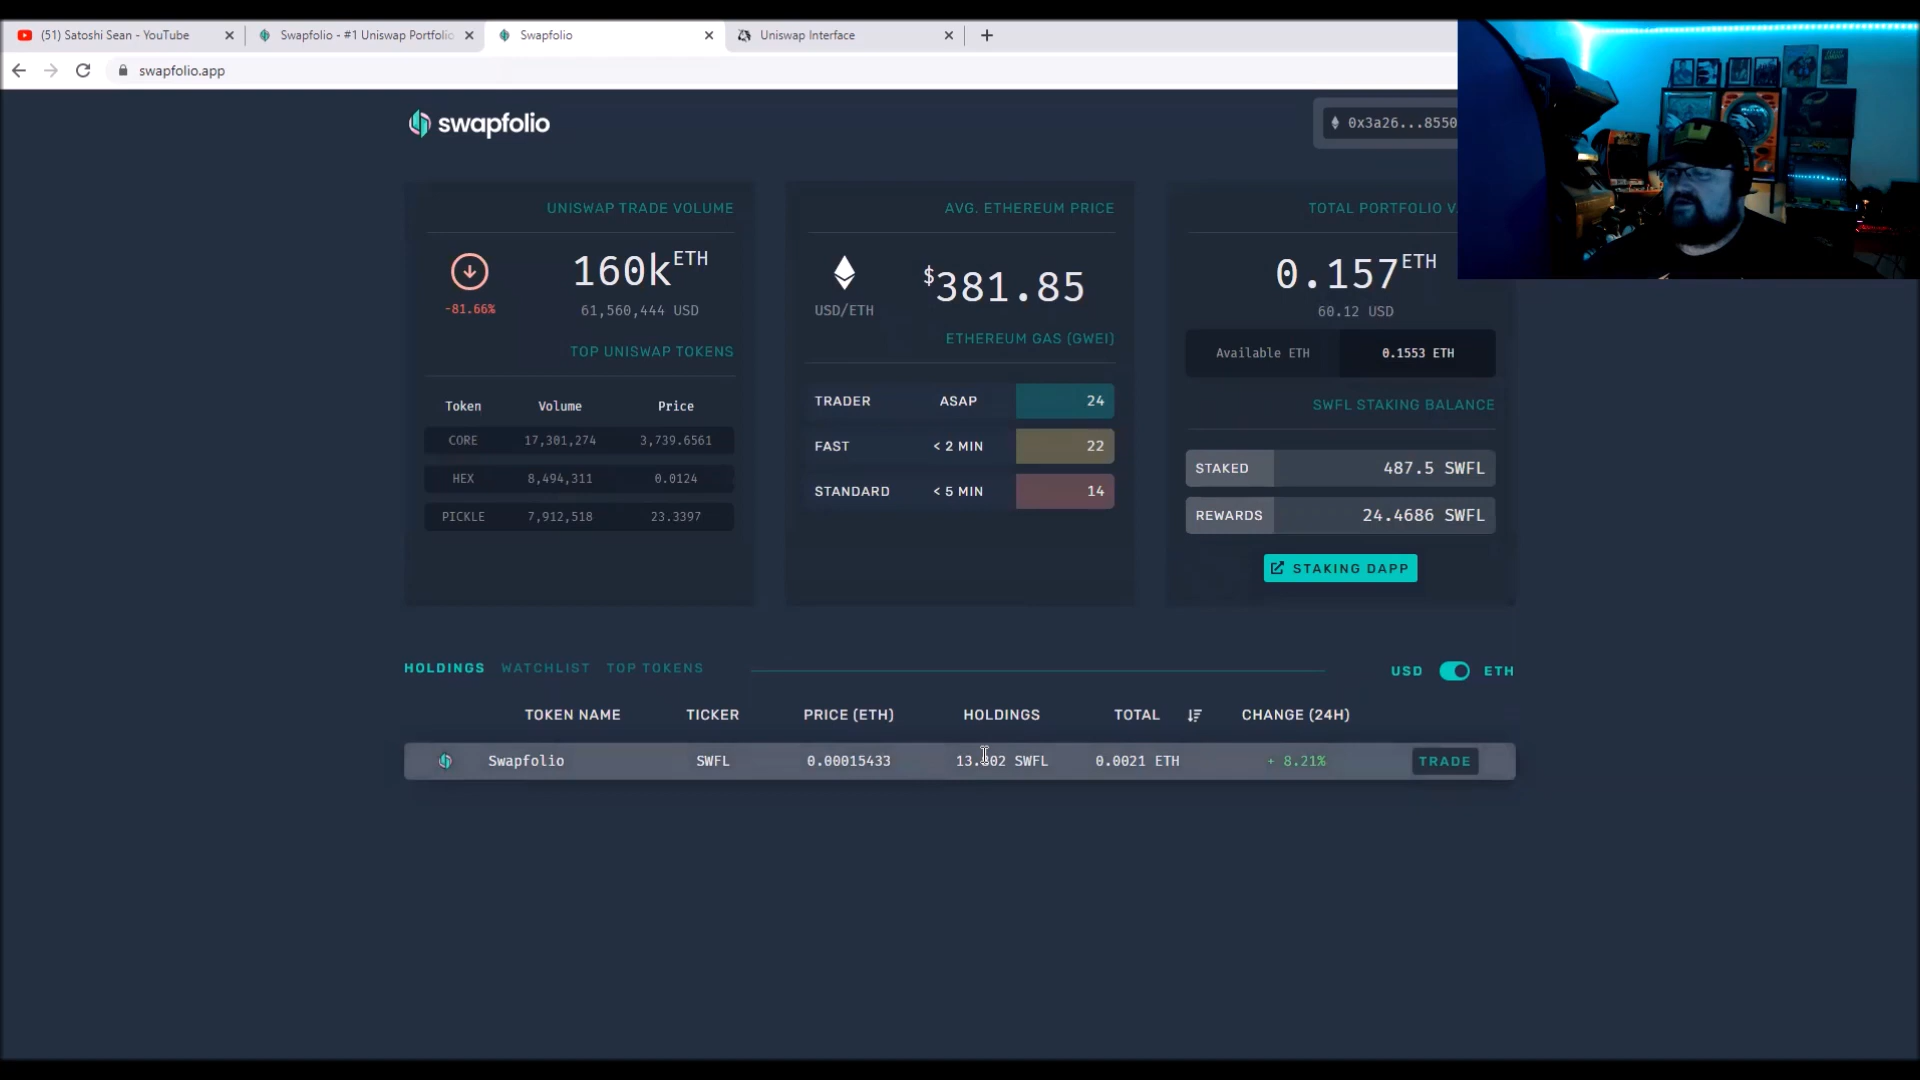 (51) Satoshi Sean - YouTube
Swapfolio - #1 Uniswap Portfolio
Swapfolio
Uniswap Interface
swapfolio.app
swapfolio
0x3a26...8550
UNISWAP TRADE VOLUME
160k ETH
-81.66%
61,560,444 USD
TOP UNISWAP TOKENS
Token Volume Price
CORE 17,301,274 3,739.6561
HEX 8,494,311 0.0124
PICKLE 7,912,518 23.3397
AVG. ETHEREUM PRICE
$381.85
USD/ETH
ETHEREUM GAS (GWEI)
TRADER ASAP 24
FAST < 2 MIN 22
STANDARD < 5 MIN 14
TOTAL PORTFOLIO
0.157 ETH
60.12 USD
Available ETH 0.1553 ETH
SWFL STAKING BALANCE
STAKED 487.5 SWFL
REWARDS 24.4686 SWFL
STAKING DAPP
HOLDINGS WATCHLIST TOP TOKENS
USD ETH
TOKEN NAME TICKER PRICE (ETH) HOLDINGS TOTAL CHANGE (24H)
Swapfolio SWFL 0.00015433 SWFL 0.0021 ETH + 8.21% TRADE